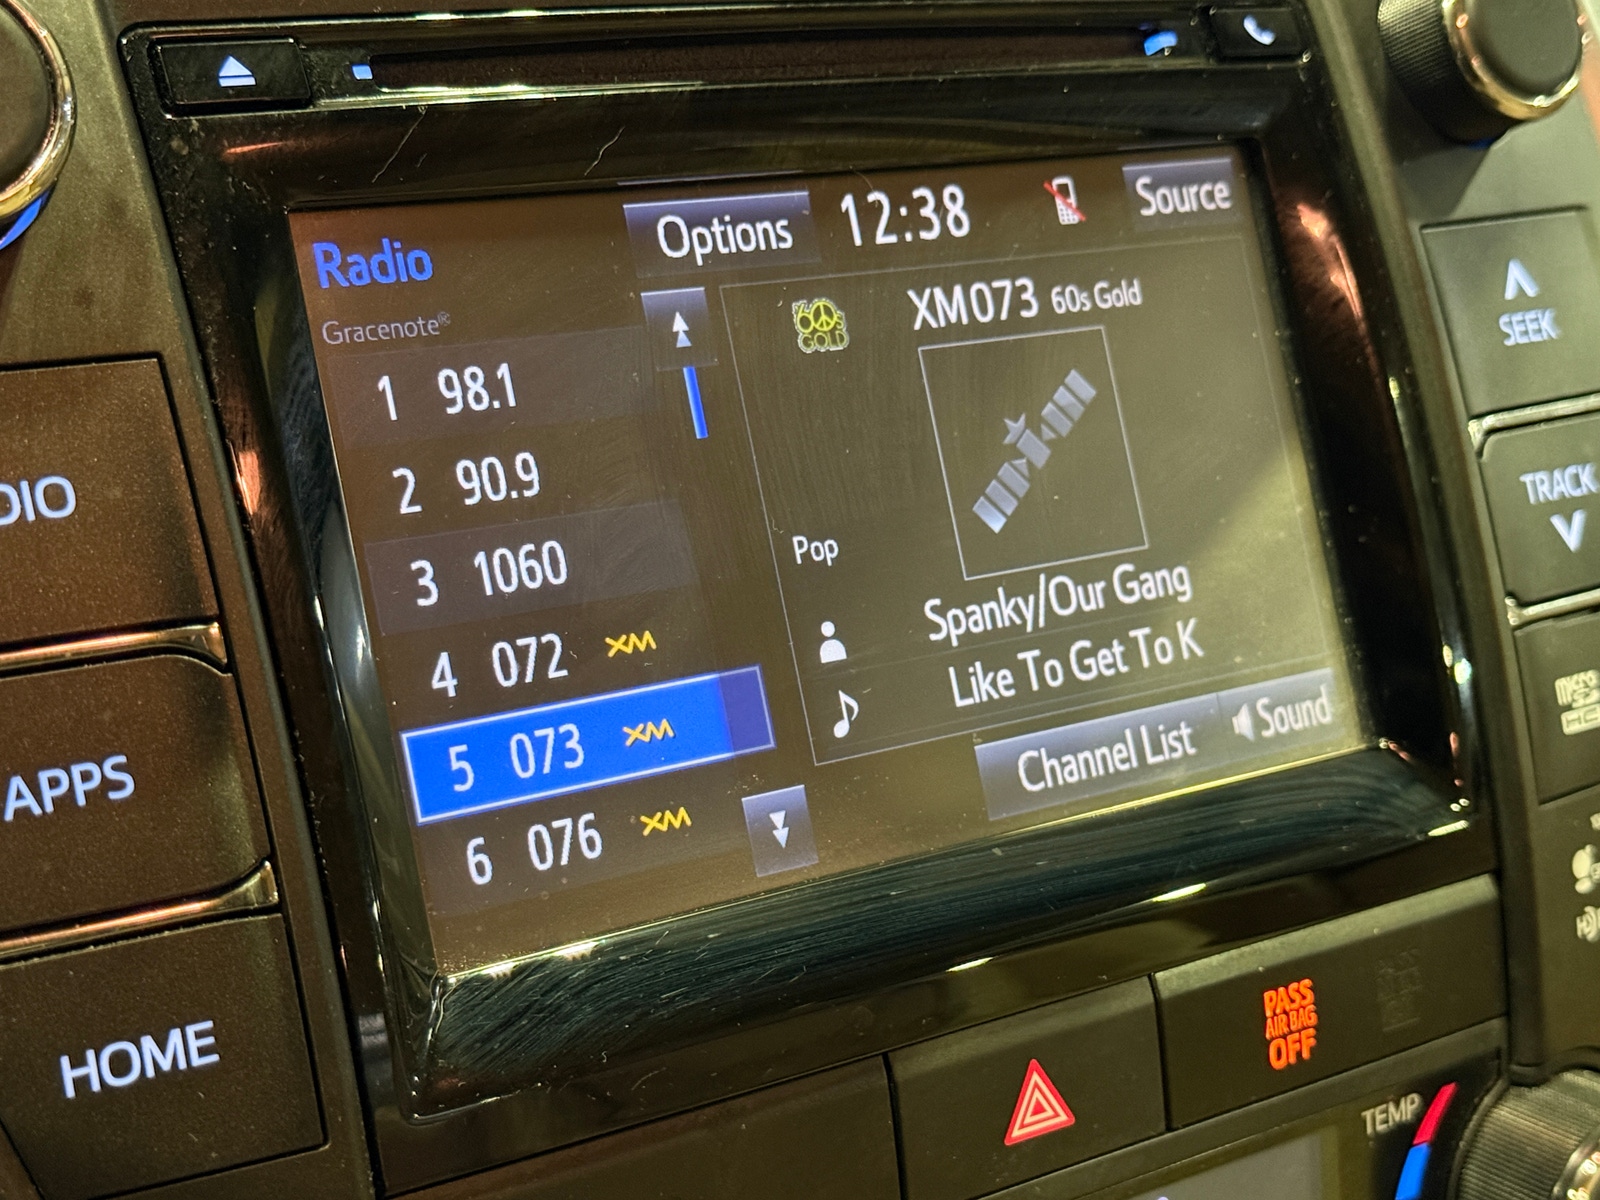 Radio
Options
12:38
Source
Gracenote®
1 98.1
2 90.9
3 1060
4 072 XM
5 073 XM
6 076 XM
60s
GOLD
XM073 60s Gold
Pop
Spanky/Our Gang
Like To Get To K
Channel List
Sound
DIO
APPS
HOME
SEEK
TRACK
micro
PASS
AIR BAG
OFF
TEMP